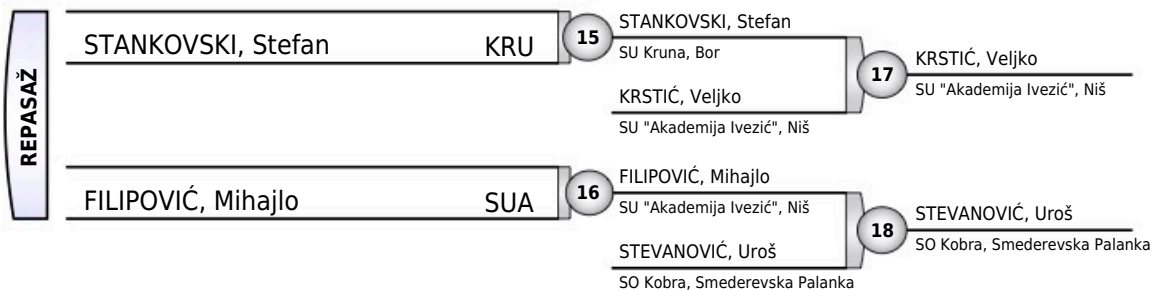 REPASAŽ
STANKOVSKI, Stefan KRU
15
STANKOVSKI, Stefan
SU Kruna, Bor
KRSTIĆ, Veljko
SU "Akademija Ivezić", Niš
17
KRSTIĆ, Veljko
SU "Akademija Ivezić", Niš
FILIPOVIĆ, Mihajlo SUA
16
FILIPOVIĆ, Mihajlo
SU "Akademija Ivezić", Niš
STEVANOVIĆ, Uroš
SO Kobra, Smederevska Palanka
18
STEVANOVIĆ, Uroš
SO Kobra, Smederevska Palanka